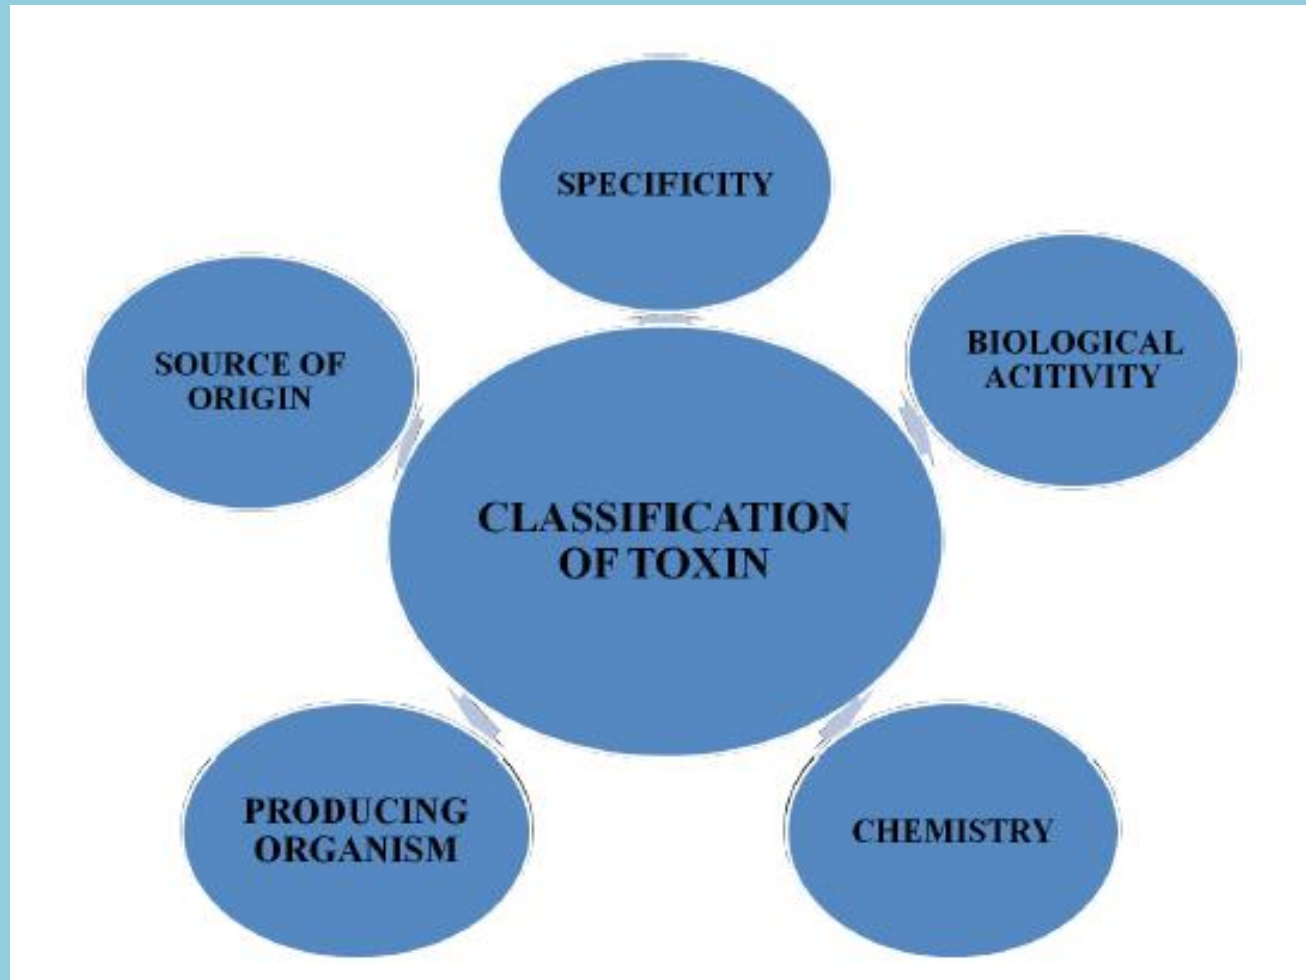 SPECIFICITY
BIOLOGICAL
ACITIVITY
SOURCE OF
ORIGIN
CLASSIFICATION
OF TOXIN
PRODUCING
ORGANISM
CHEMISTRY